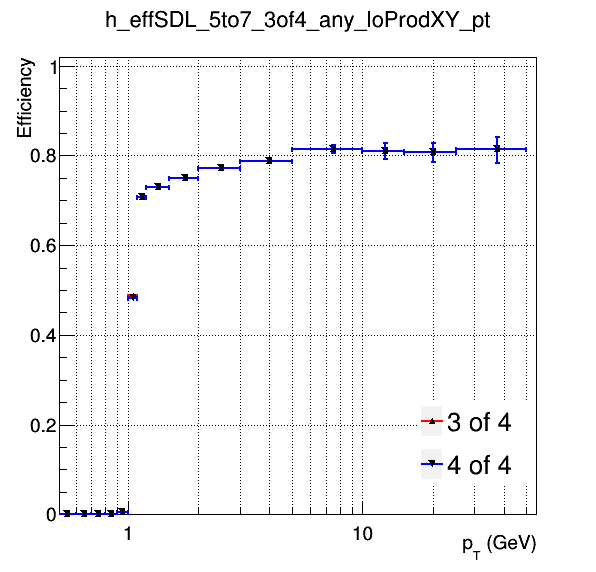 h_effSDL_5to7_3of4_any_loProdXY_pt
Efficiency
1
0.8
0.6
0.4
0.2
0
3 of 4
4 of 4
1
10
p_T (GeV)